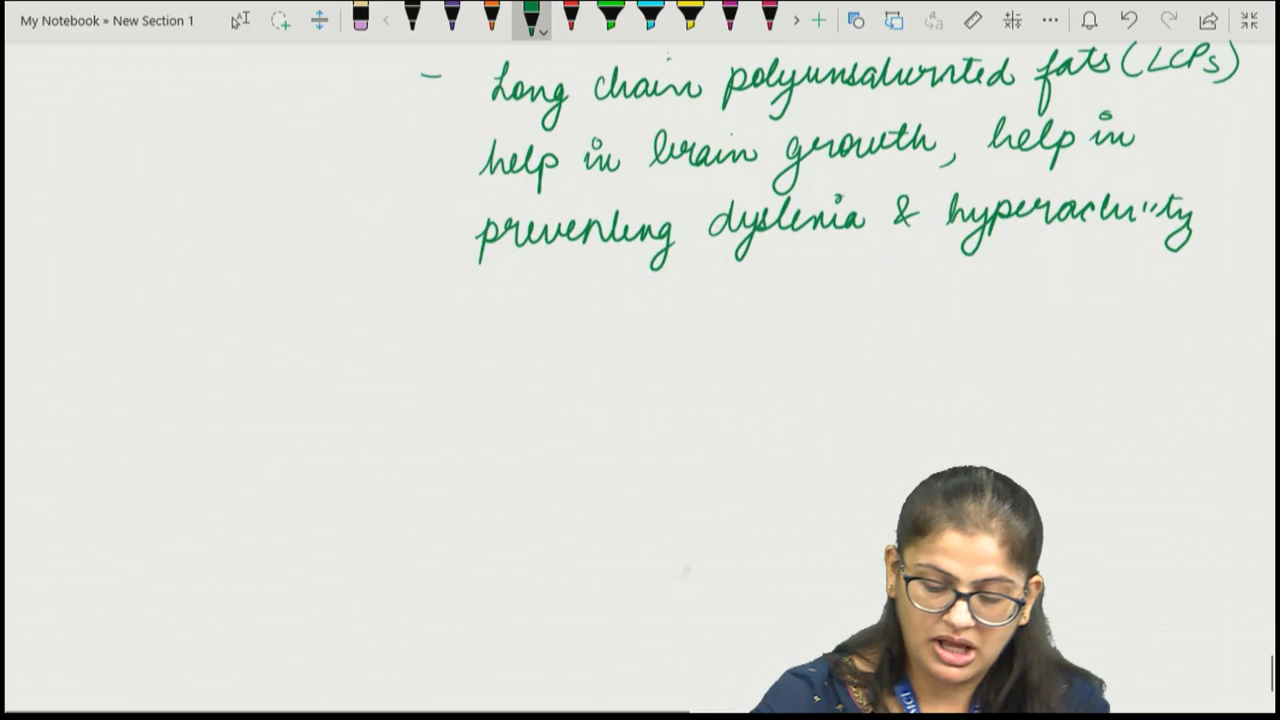 My Notebook » New Section 1
- Long chain polyunsaturated fats (LCPs)
help in brain growth, help in
preventing dyslexia & hyperactivity
MCI